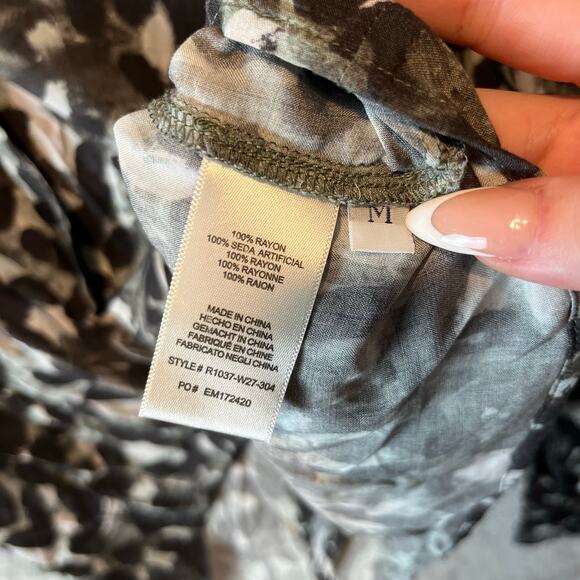 100% RAYON
100% SEDA ARTIFICIAL
100% RAYON
100% RAYONNE
100% RAION
MADE IN CHINA
HECHO EN CHINA
GEMACHT IN CHINA
FABRIQUÉ EN CHINE
FABRICATO NEGLI CHINA
STYLE# R1037-W27-304
PO# EM172420
M